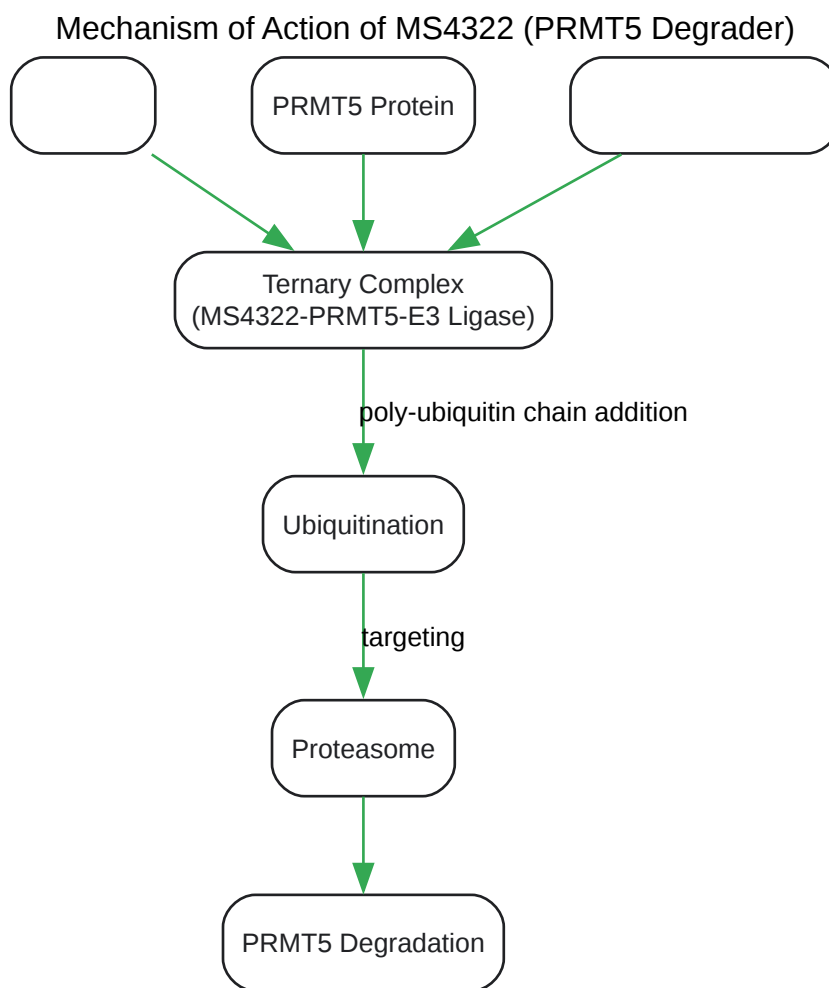 Mechanism of Action of MS4322 (PRMT5 Degrader)
PRMT5 Protein
Ternary Complex
(MS4322-PRMT5-E3 Ligase)
poly-ubiquitin chain addition
Ubiquitination
targeting
Proteasome
PRMT5 Degradation